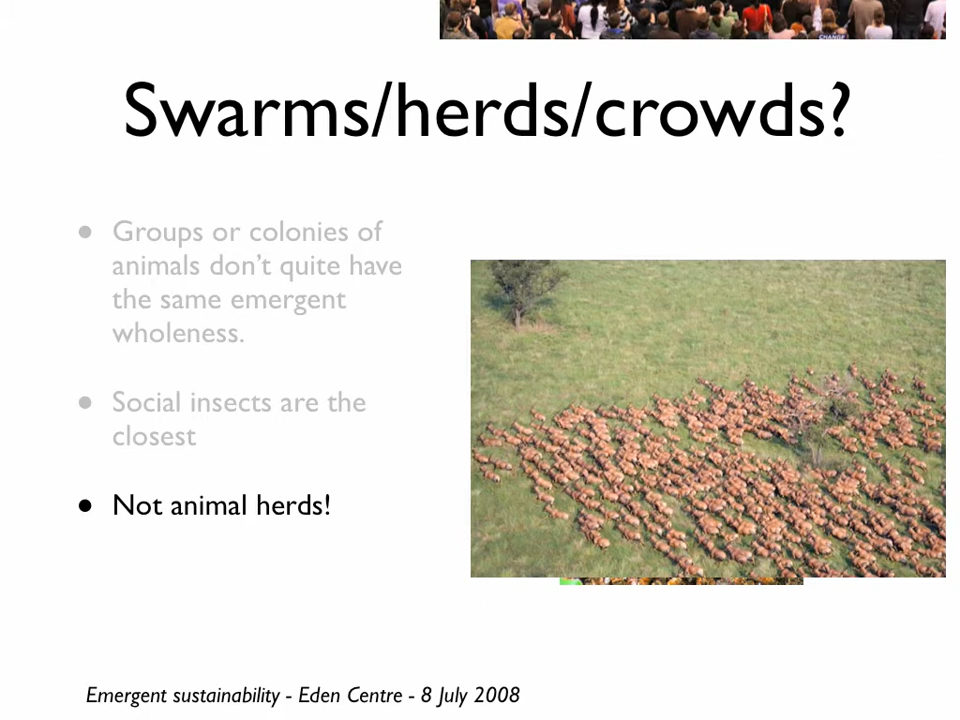 CHANGE
Swarms/herds/crowds?
• Groups or colonies of
animals don't quite have
the same emergent
wholeness.
• Social insects are the
closest
• Not animal herds!
Emergent sustainability - Eden Centre - 8 July 2008